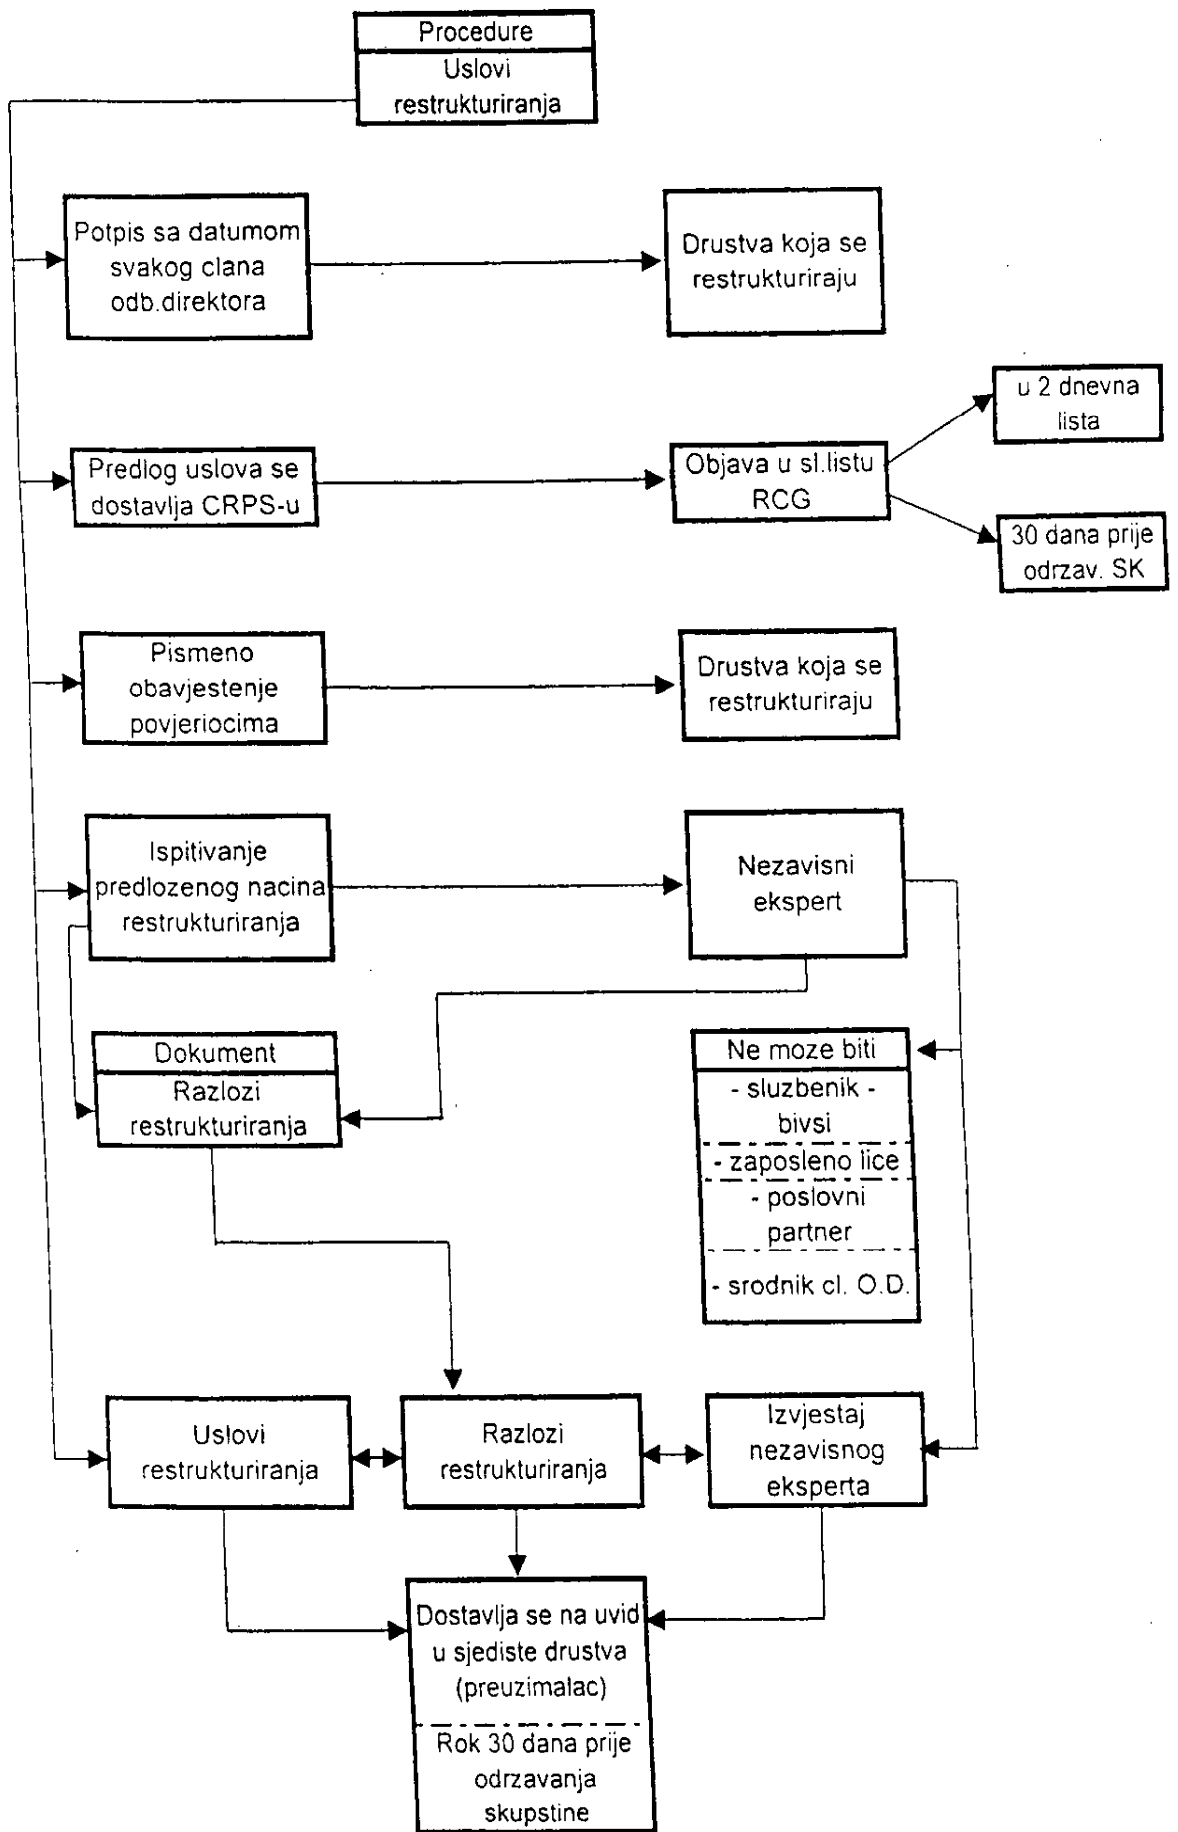 Procedure
Uslovi
restrukturiranja
Potpis sa datumom
svakog clana
odb.direktora
Drustva koja se
restrukturiraju
Predlog uslova se
dostavlja CRPS-u
Objava u sl.listu
RCG
u 2 dnevna
lista
30 dana prije
odrzav. SK
Pismeno
obavjestenje
povjeriocima
Drustva koja se
restrukturiraju
Ispitivanje
predlozenog nacina
restrukturiranja
Nezavisni
ekspert
Dokument
Razlozi
restrukturiranja
Ne moze biti
- sluzbenik -
bivsi
- zaposleno lice
- poslovni
partner
- srodnik cl. O.D.
Uslovi
restrukturiranja
Razlozi
restrukturiranja
Izvjestaj
nezavisnog
eksperta
Dostavlja se na uvid
u sjediste drustva
(preuzimalac)
Rok 30 dana prije
odrzavanja
skupstine